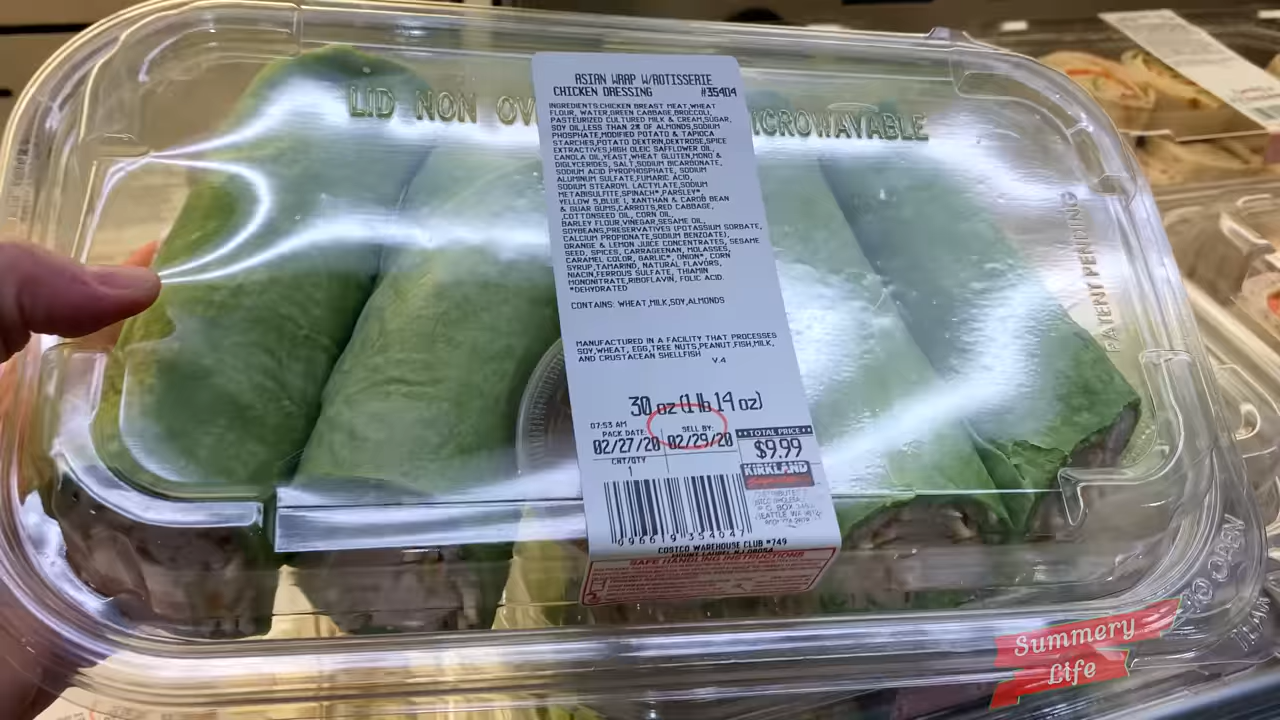 LID NON OV
MICROWAVABLE
ASIAN WRAP W/ROTISSERIE
CHICKEN DRESSING #35404
INGREDIENTS:CHICKEN BREAST MEAT,WHEAT
FLOUR, WATER,GREEN CABBAGE,BROCCOLI,
PASTEURIZED CULTURED MILK & CREAM,SUGAR,
SOY OIL,LESS THAN 2% OF ALMONDS,SODIUM
PHOSPHATE,MODIFIED POTATO & TAPIOCA
STARCHES,POTATO DEXTRIN,DEXTROSE,SPICE
EXTRACTIVES,HIGH OLEIC SAFFLOWER OIL,
CANOLA OIL,YEAST,WHEAT GLUTEN,MONO &
DIGLYCERIDES, SALT,SODIUM BICARBONATE,
SODIUM ACID PYROPHOSPHATE, SODIUM
ALUMINUM SULFATE,FUMARIC ACID,
SODIUM STEAROYL LACTYLATE,SODIUM
METABISULFITE,SPINACH*,PARSLEY*,
YELLOW 5,BLUE 1, XANTHAN & CAROB BEAN
& GUAR GUMS,CARROTS,RED CABBAGE,
,COTTONSEED OIL, CORN OIL,
BARLEY FLOUR,VINEGAR,SESAME OIL,
SOYBEANS,PRESERVATIVES (POTASSIUM SORBATE,
CALCIUM PROPIONATE,SODIUM BENZOATE),
ORANGE & LEMON JUICE CONCENTRATES, SESAME
SEED, SPICES, CARRAGEENAN, MOLASSES,
CARAMEL COLOR, GARLIC*, ONION*, CORN
SYRUP,TAMARIND, NATURAL FLAVORS,
NIACIN,FERROUS SULFATE, THIAMIN
MONONITRATE,RIBOFLAVIN, FOLIC ACID.
*DEHYDRATED
CONTAINS: WHEAT,MILK,SOY,ALMONDS
MANUFACTURED IN A FACILITY THAT PROCESSES
SOY,WHEAT, EGG,TREE NUTS,PEANUT,FISH,MILK,
AND CRUSTACEAN SHELLFISH V.4
30 oz (1 lb 14 oz)
07:53 AM
PACK DATE: SELL BY: TOTAL PRICE
02/27/20 02/29/20 $9.99
CNT/QTY
1
KIRKLAND
Signature
SEATTLE WA
COSTCO WAREHOUSE CLUB #749
SAFE HANDLING INSTRUCTIONS
PATENT PENDING
TO OPEN
Summery
Life